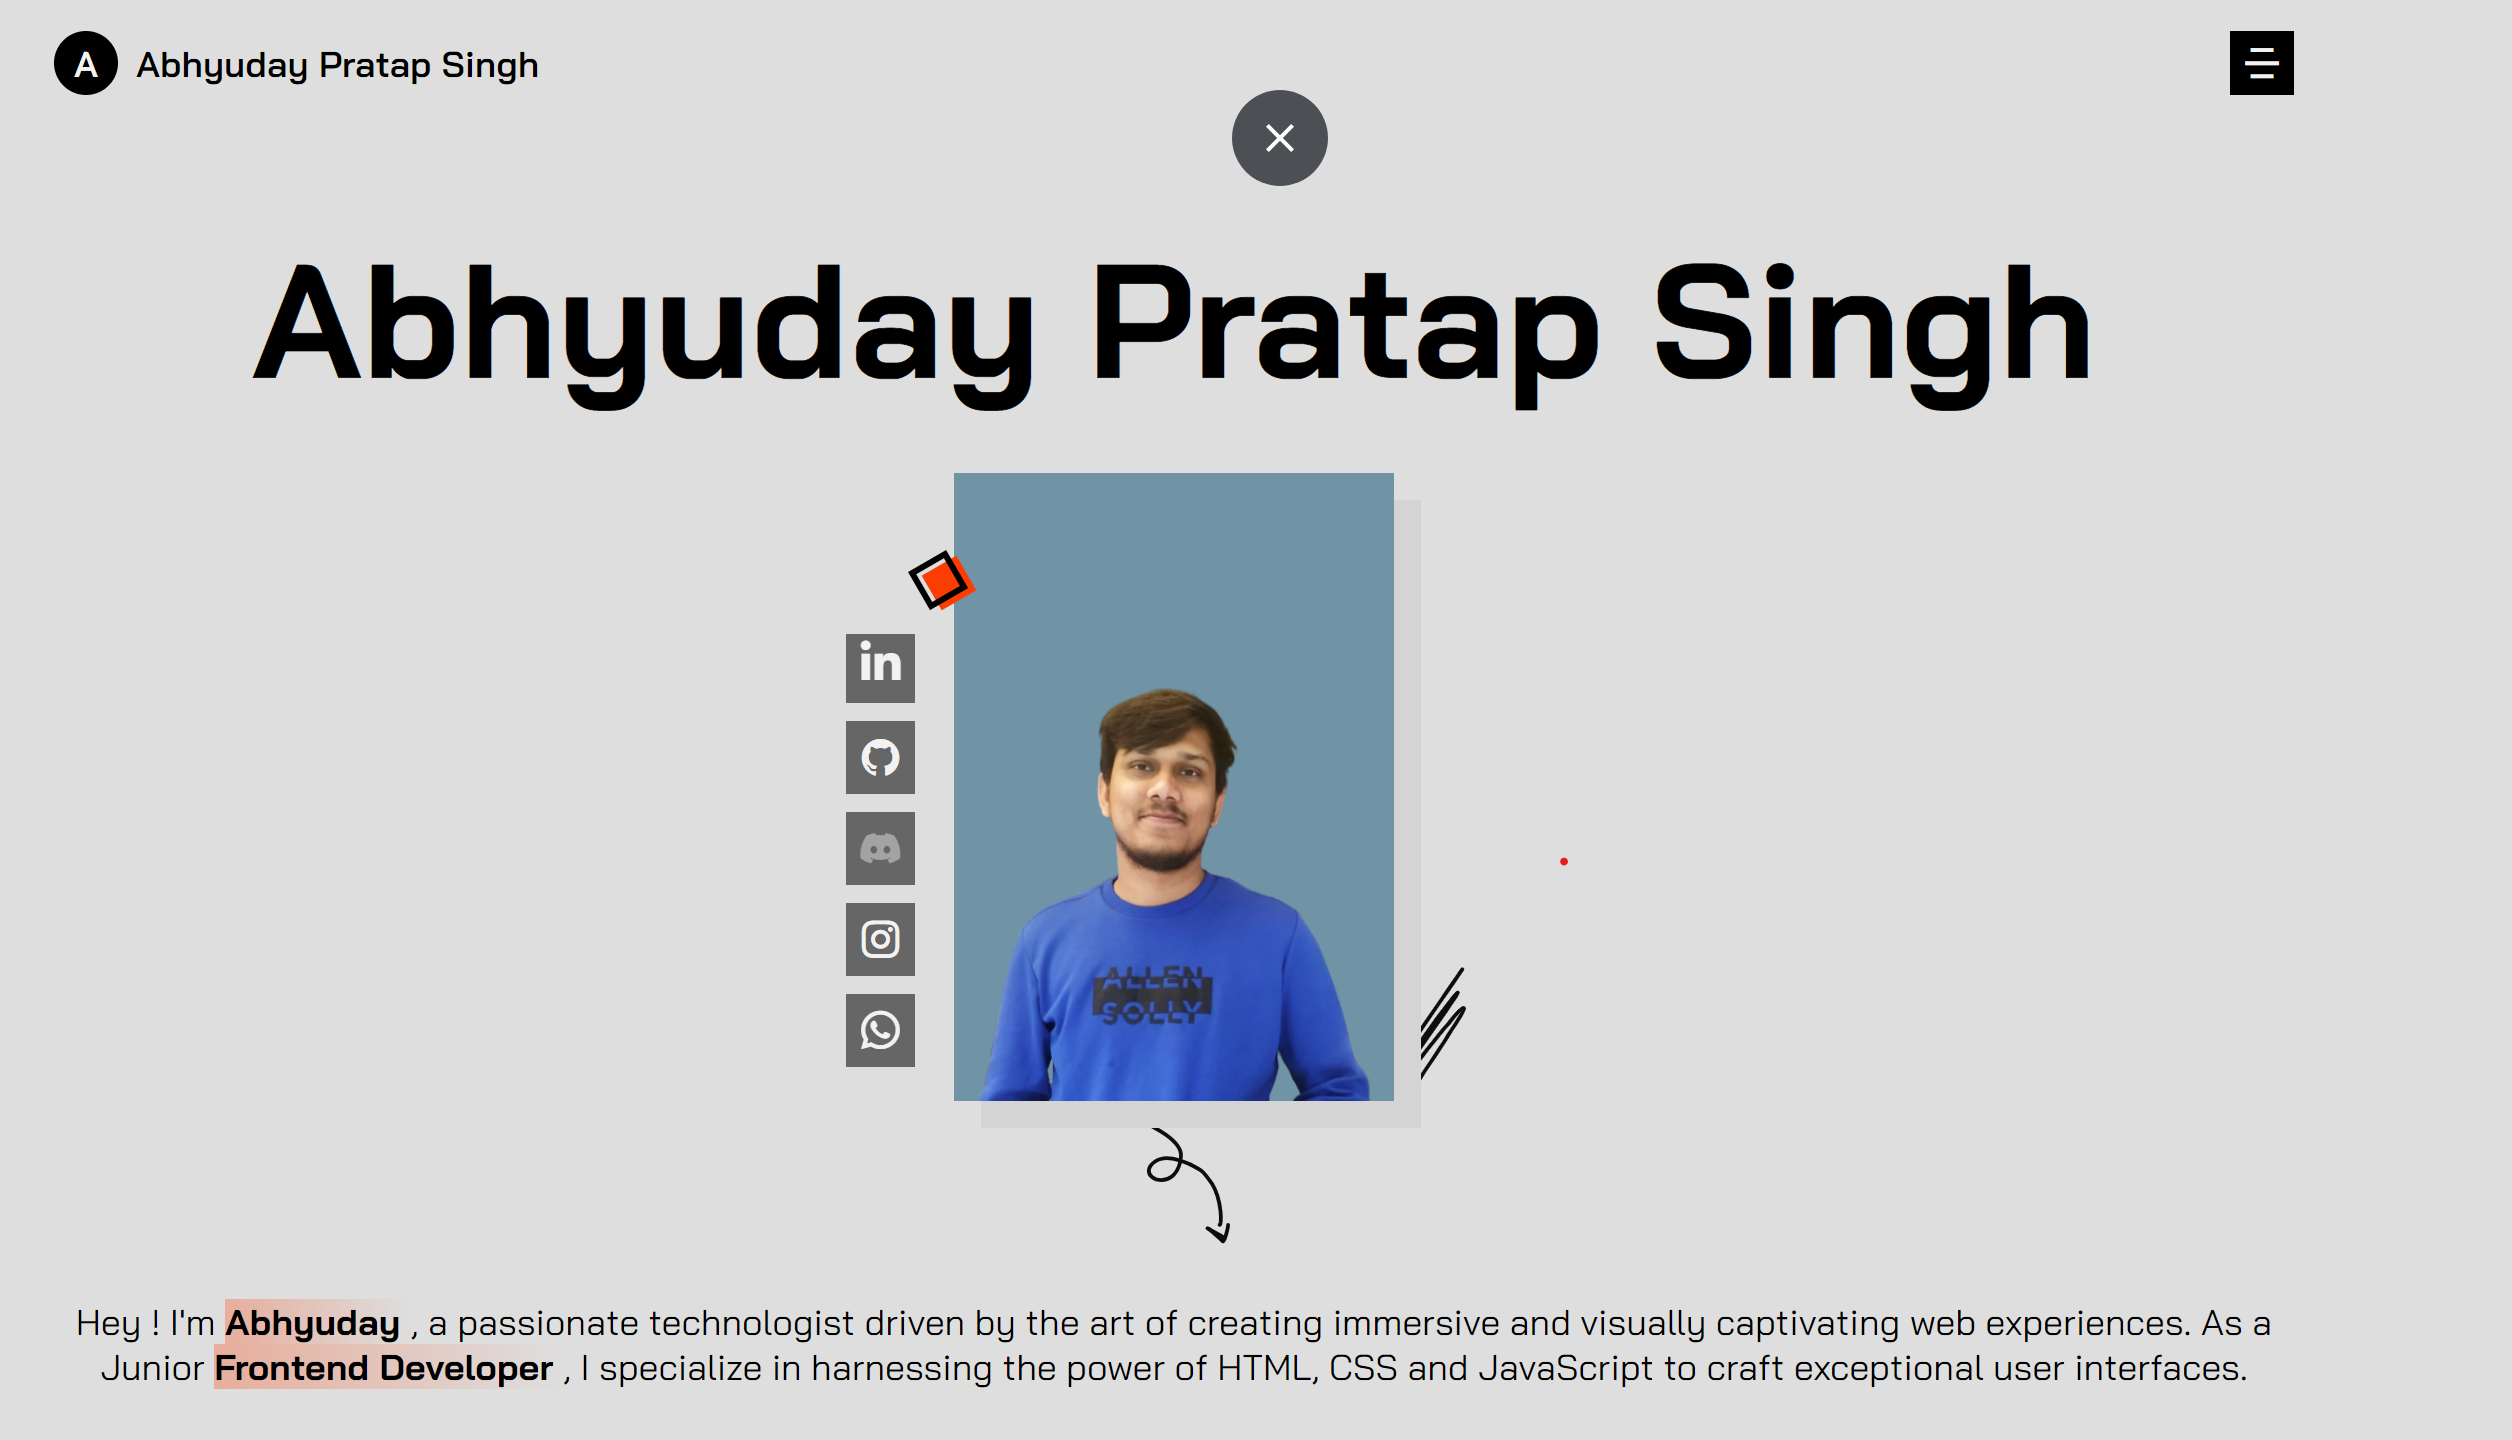 A Abhyuday Pratap Singh
Abhyuday Pratap Singh
in
ALLEN
SOLLY
Hey ! I'm Abhyuday , a passionate technologist driven by the art of creating immersive and visually captivating web experiences. As a
Junior Frontend Developer , I specialize in harnessing the power of HTML, CSS and JavaScript to craft exceptional user interfaces.